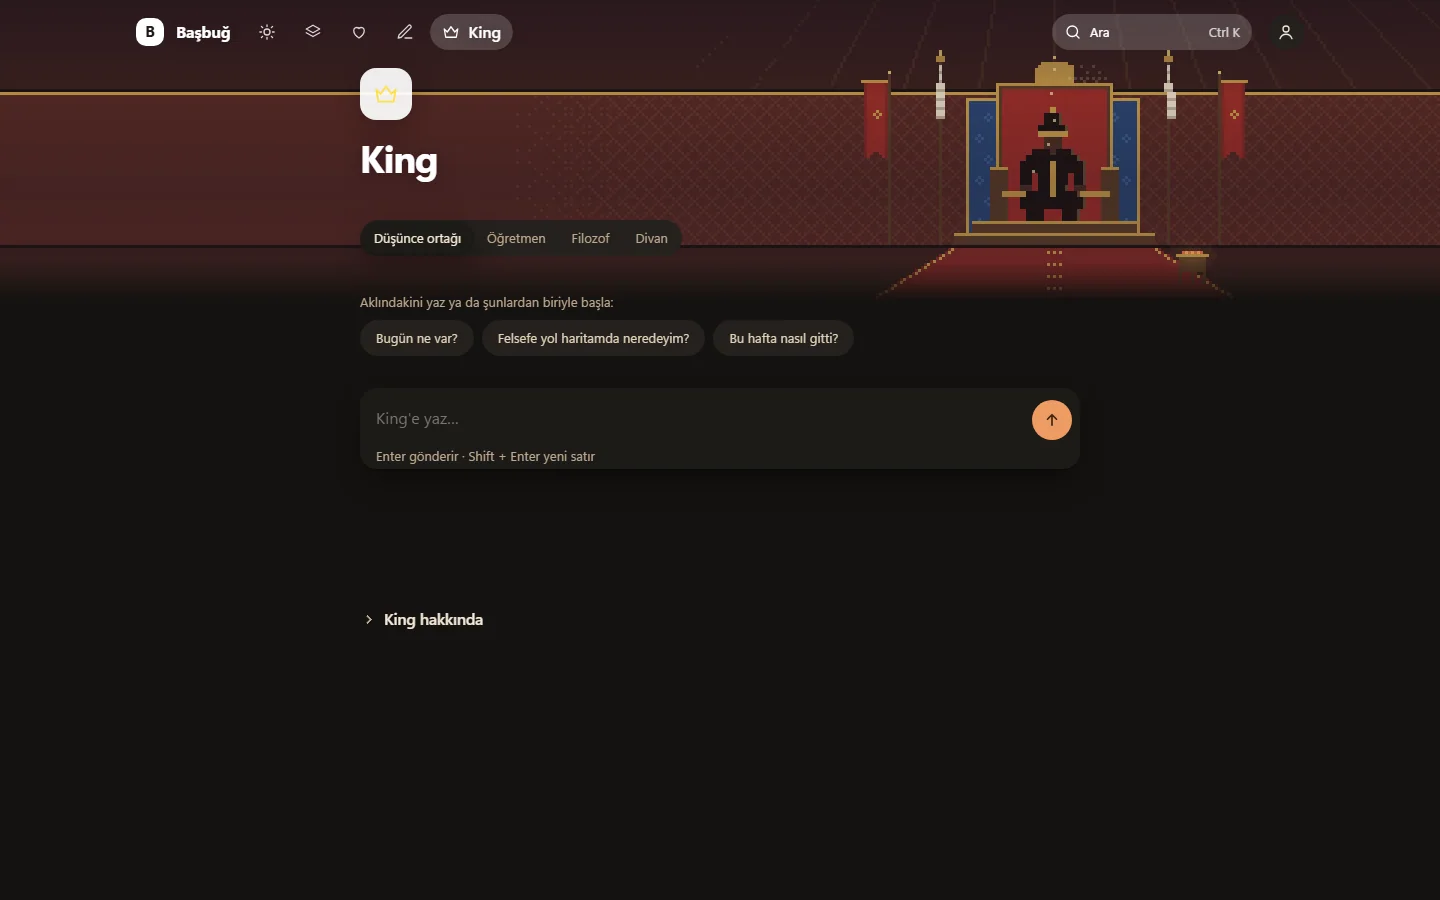 B Başbuğ King Ara Ctrl K
King
Düşünce ortağı Öğretmen Filozof Divan
Aklındakini yaz ya da şunlardan biriyle başla:
Bugün ne var? Felsefe yol haritamda neredeyim? Bu hafta nasıl gitti?
King'e yaz...
Enter gönderir · Shift + Enter yeni satır
King hakkında